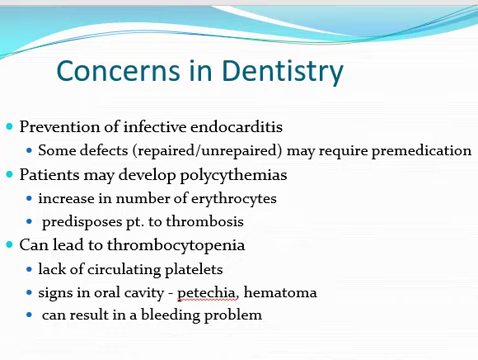 Concerns in Dentistry
Prevention of infective endocarditis
Some defects (repaired/unrepaired) may require premedication
Patients may develop polycythemias
increase in number of erythrocytes
predisposes pt. to thrombosis
Can lead to thrombocytopenia
lack of circulating platelets
signs in oral cavity - petechia, hematoma
can result in a bleeding problem